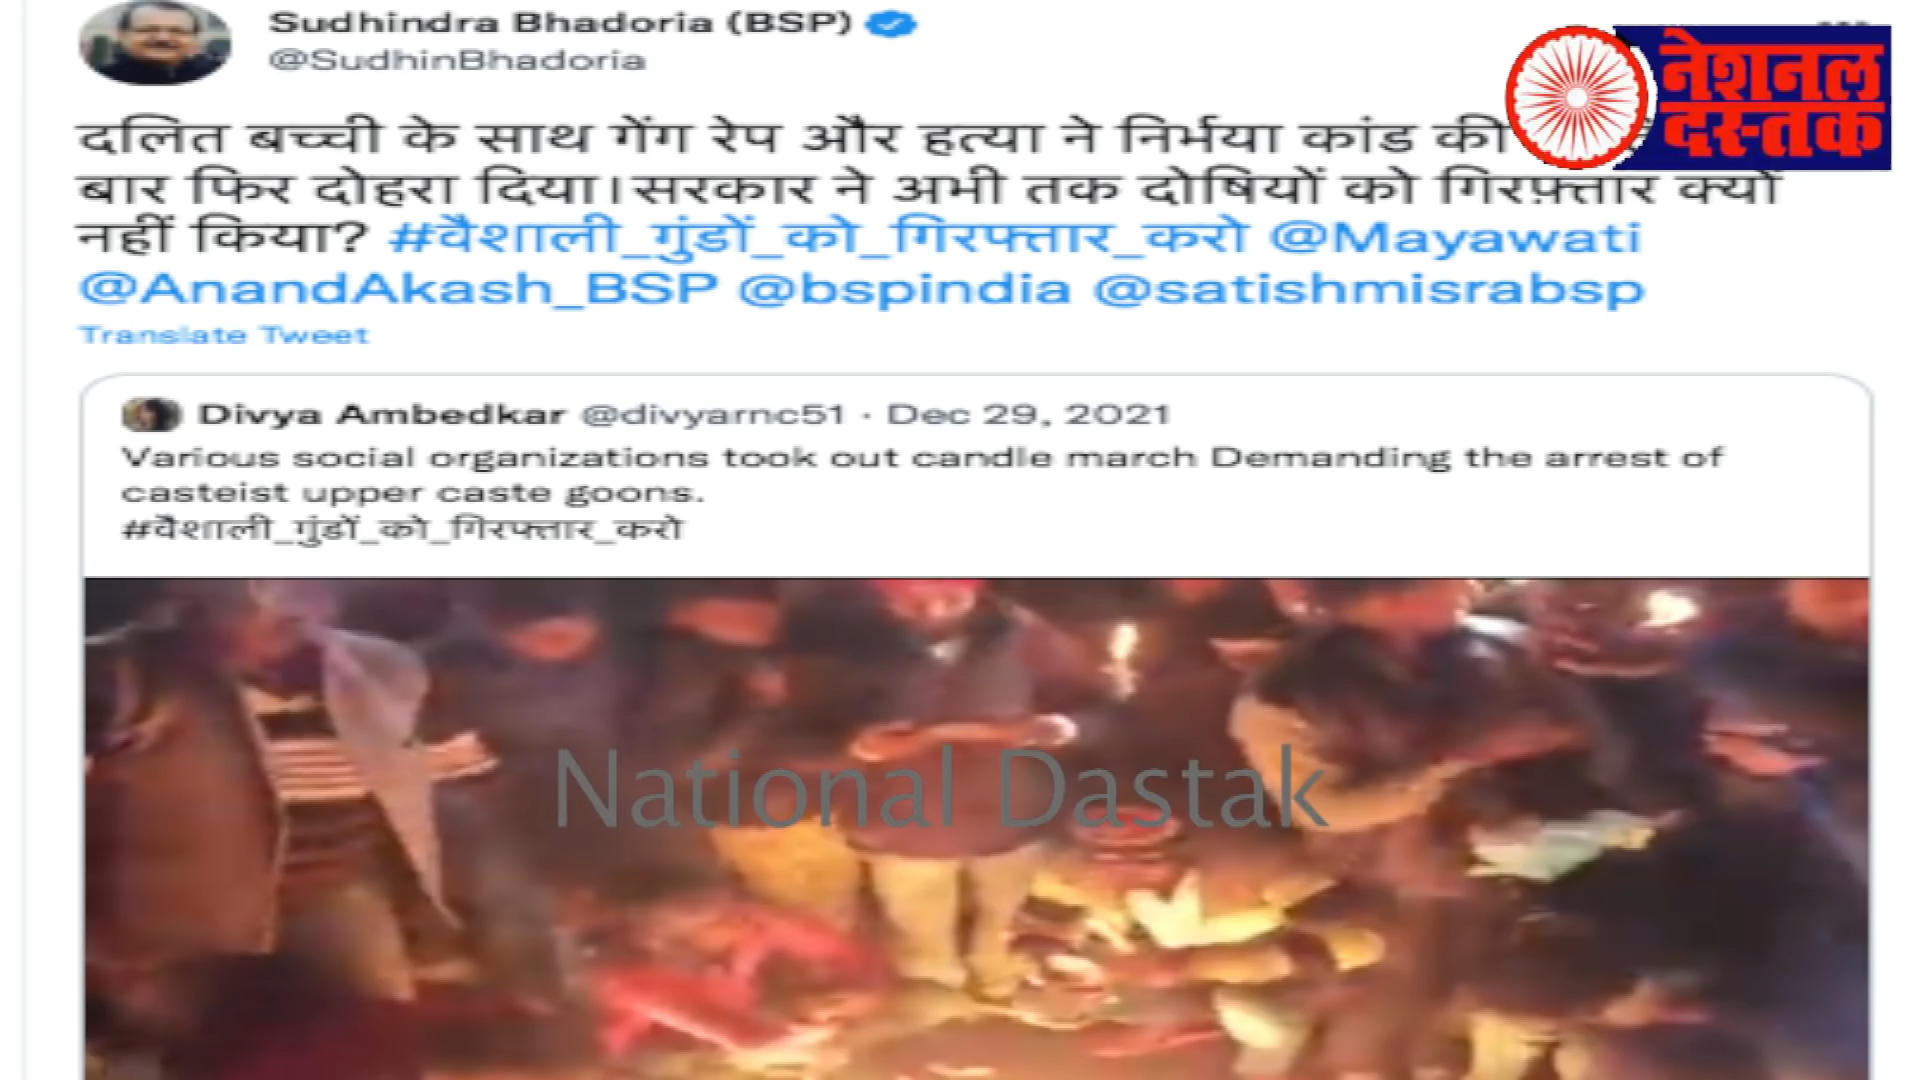 Sudhindra Bhadoria (BSP)
@SudhinBhadoria
नेशनल
दस्तक
दलित बच्ची के साथ गेंग रेप और हत्या ने निर्भया कांड की
बार फिर दोहरा दिया।सरकार ने अभी तक दोषियों को गिरफ़्तार क्यों
नहीं किया? #वैशाली_गुंडों_को_गिरफ्तार_करो @Mayawati
@AnandAkash_BSP @bspindia @satishmisrabsp
Translate Tweet
Divya Ambedkar @divyarnc51 · Dec 29, 2021
Various social organizations took out candle march Demanding the arrest of
casteist upper caste goons.
#वैशाली_गुंडों_को_गिरफ्तार_करो
National Dastak